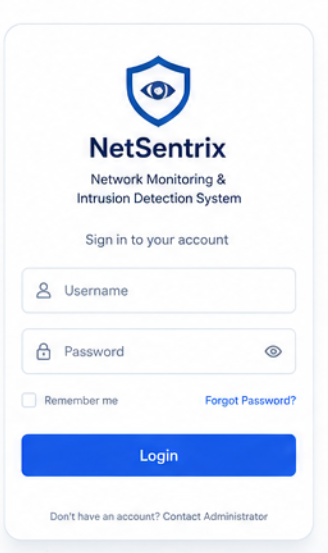 NetSentrix
Network Monitoring &
Intrusion Detection System
Sign in to your account
Username
Password
Remember me Forgot Password?
Login
Don't have an account? Contact Administrator